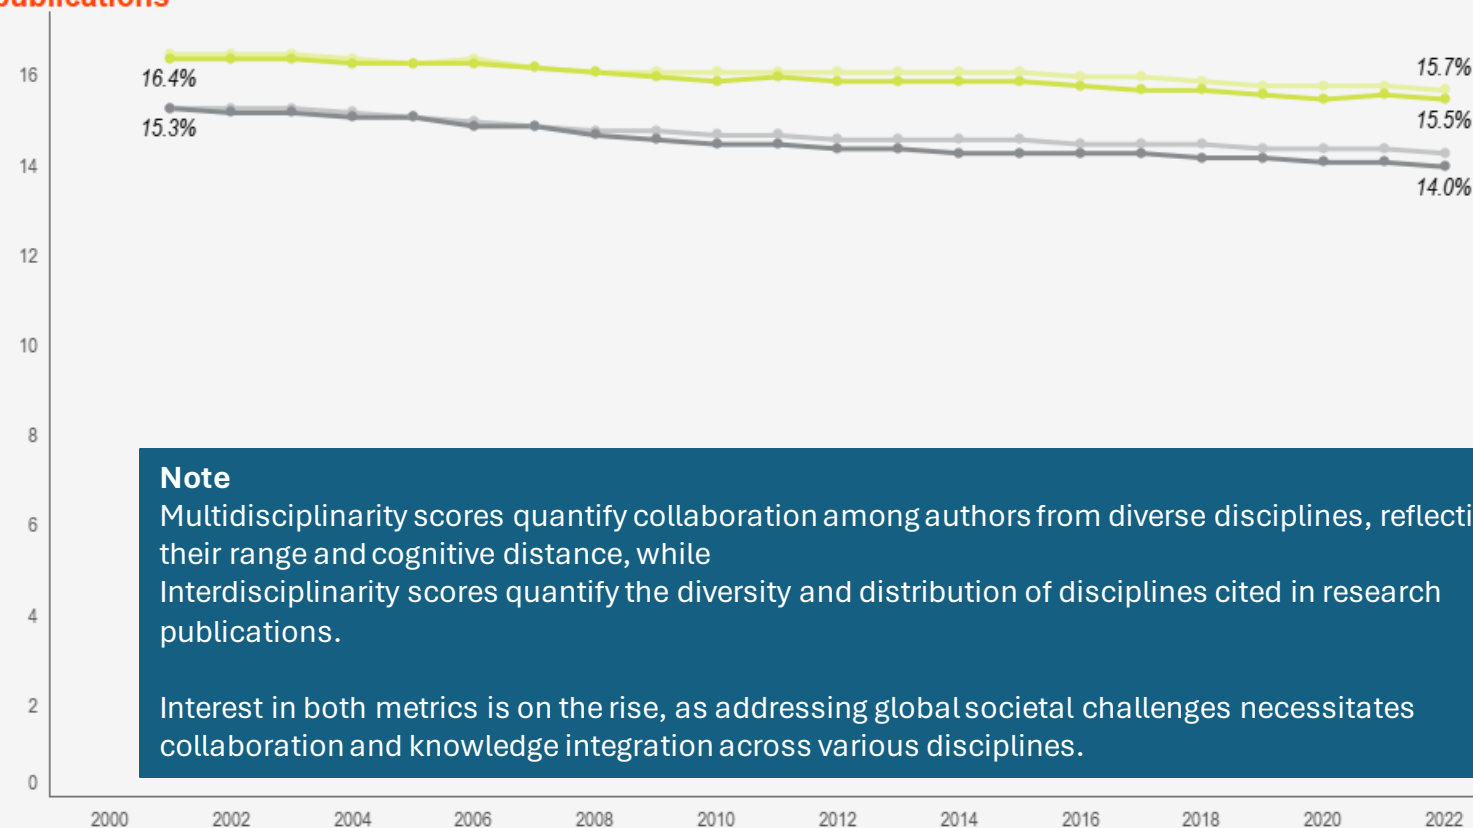 publications
16
14
12
10
8
6
4
2
0
16.4%
15.3%
15.7%
15.5%
14.0%
Note
Multidisciplinarity scores quantify collaboration among authors from diverse disciplines, reflecti
their range and cognitive distance, while
Interdisciplinarity scores quantify the diversity and distribution of disciplines cited in research
publications.
Interest in both metrics is on the rise, as addressing global societal challenges necessitates
collaboration and knowledge integration across various disciplines.
2000 2002 2004 2006 2008 2010 2012 2014 2016 2018 2020 2022